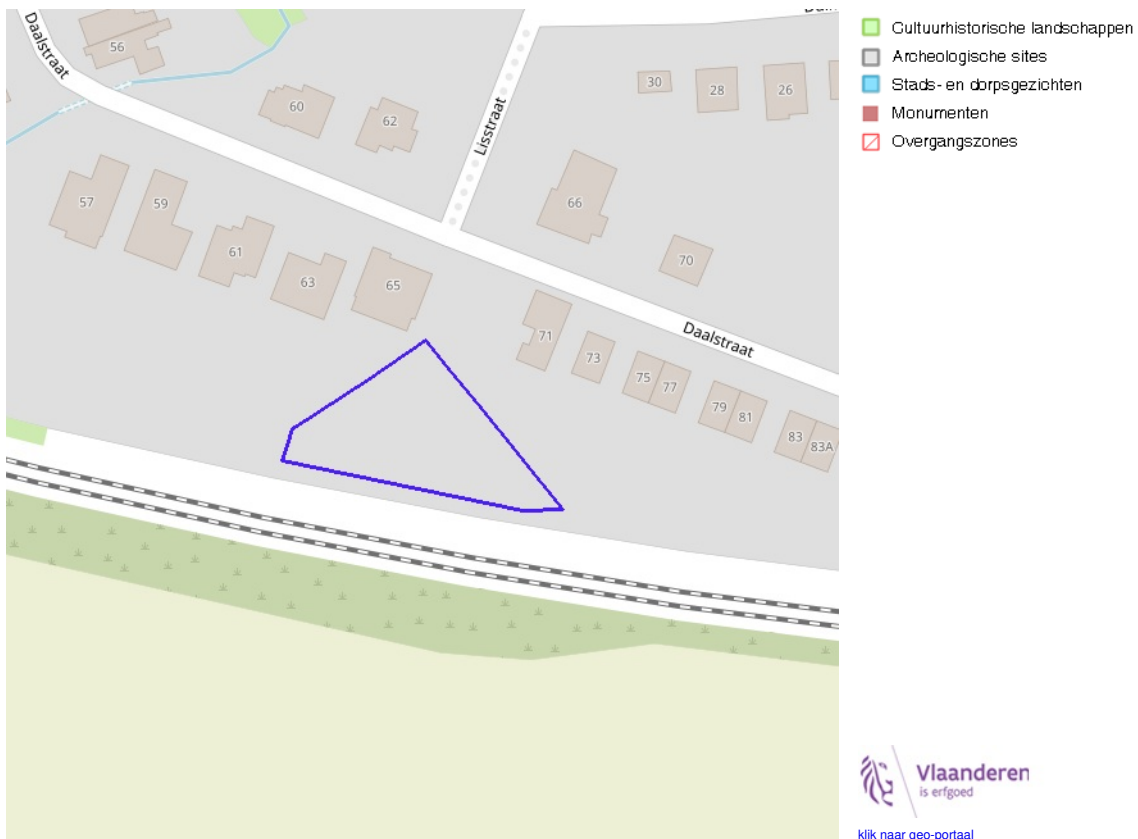 Daalstraat
56
60
62
Lisstraat
30
28
26
57
59
61
63
65
66
70
71
73
75
77
79
81
83
83A
Daalstraat
Cultuurhistorische landschappen
Archeologische sites
Stads- en dorpsgezichten
Monumenten
Overgangszones
Vlaanderen
is erfgoed
klik naar geo-portaal